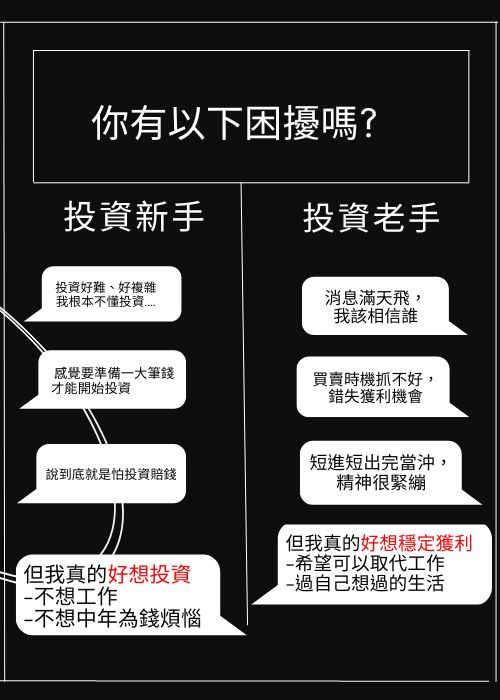 你有以下困擾嗎?
投資新手
投資好難、好複雜
我根本不懂投資....
感覺要準備一大筆錢
才能開始投資
說到底就是怕投資賠錢
但我真的好想投資
–不想工作
–不想中年為錢煩惱
投資老手
消息滿天飛，
我該相信誰
買賣時機抓不好，
錯失獲利機會
短進短出完當沖，
精神很緊繃
但我真的好想穩定獲利
–希望可以取代工作
–過自己想過的生活